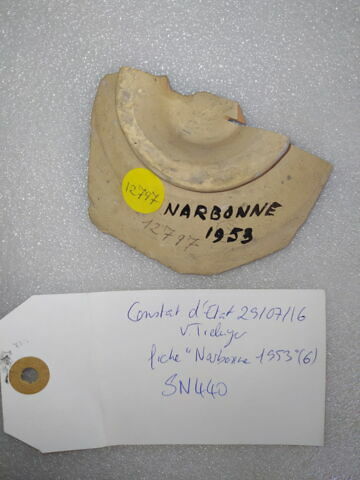 12797
NARBONNE
1953
12797
Constat d'Etat 29/07/16
fiche "Narbonne 1953"(6)
SN440